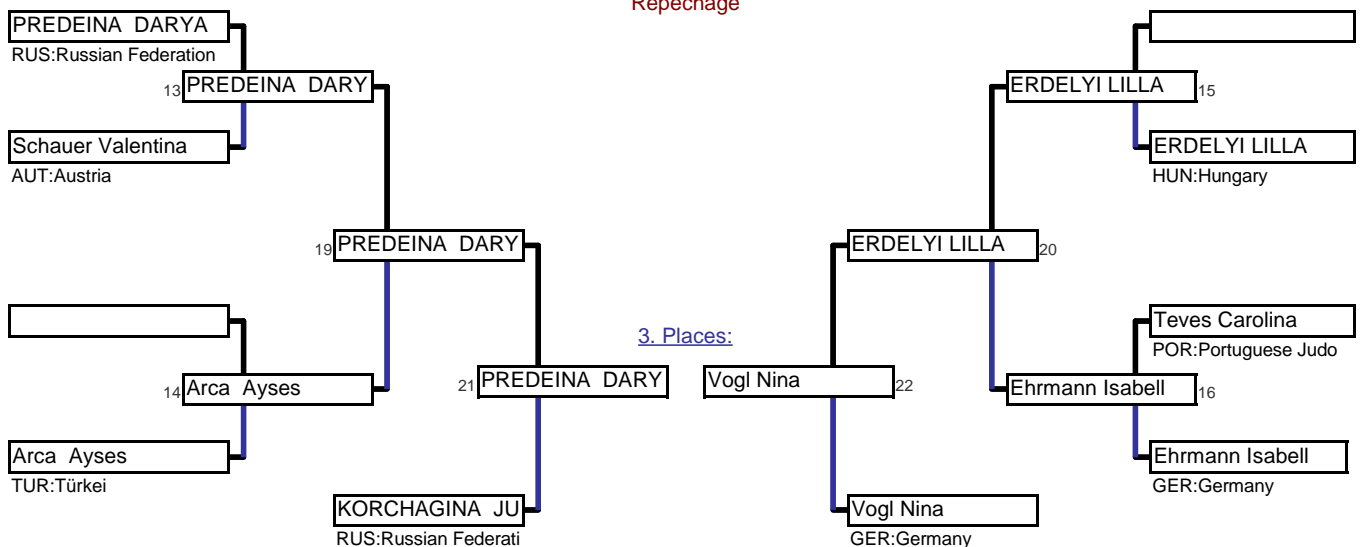 Repechage
PREDEINA DARYA
RUS:Russian Federation
13 PREDEINA DARY
ERDELYI LILLA 15
Schauer Valentina
AUT:Austria
ERDELYI LILLA
HUN:Hungary
19 PREDEINA DARY
ERDELYI LILLA 20
Teves Carolina
POR:Portuguese Judo
3. Places:
14 Arca Ayses
21 PREDEINA DARY
Vogl Nina 22
Ehrmann Isabell 16
Arca Ayses
TUR:Türkei
Ehrmann Isabell
GER:Germany
KORCHAGINA JU
RUS:Russian Federati
Vogl Nina
GER:Germany